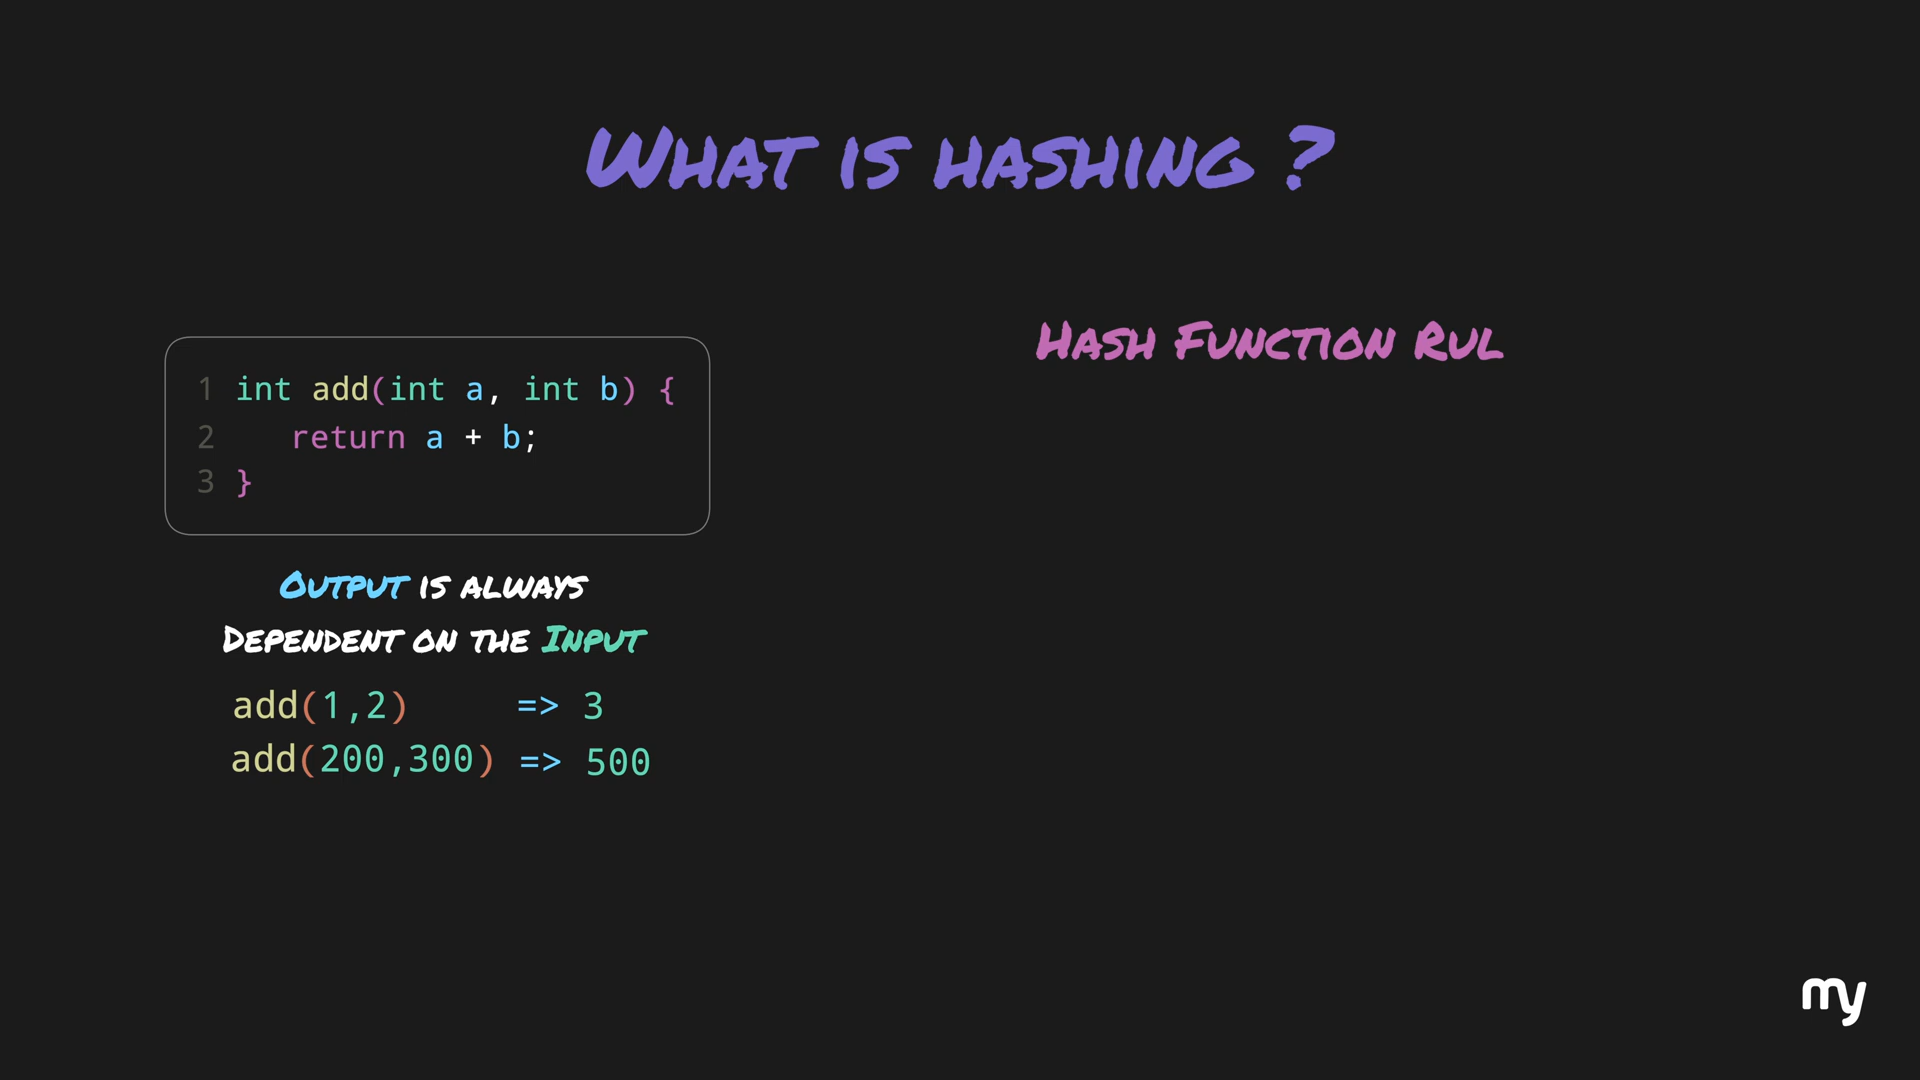 What is hashing ?
1 int add(int a, int b) {
2 return a + b;
3 }
Output is always
Dependent on the Input
add(1,2) => 3
add(200,300) => 500
Hash Function Rul
my